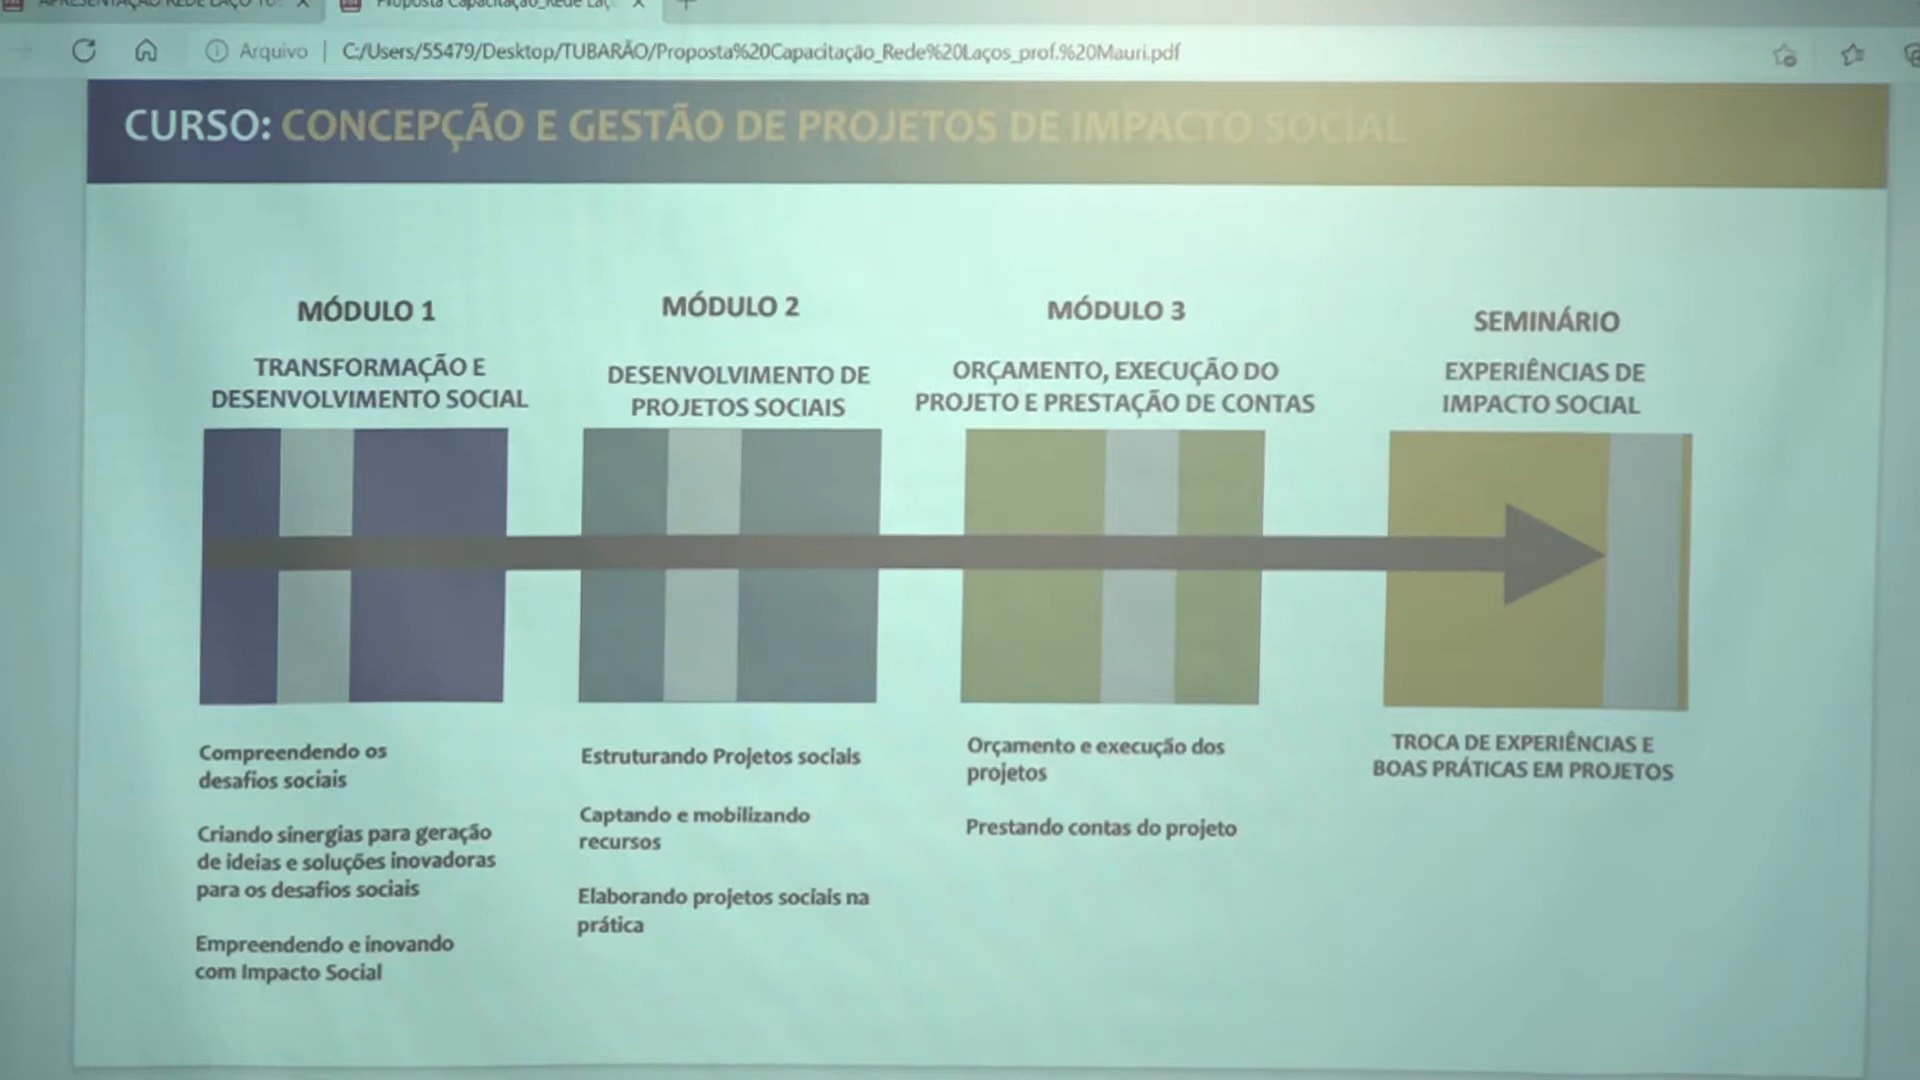 APRESENTAÇÃO REDE LAÇO TU
Proposta Capacitação_Rede Laç
Arquivo | C:/Users/55479/Desktop/TUBARÃO/Proposta%20Capacitação_Rede%20Laços_prof.%20Mauri.pdf
CURSO: CONCEPÇÃO E GESTÃO DE PROJETOS DE IMPACTO SOCIAL
MÓDULO 1
TRANSFORMAÇÃO E
DESENVOLVIMENTO SOCIAL
Compreendendo os
desafios sociais
Criando sinergias para geração
de ideias e soluções inovadoras
para os desafios sociais
Empreendendo e inovando
com Impacto Social
MÓDULO 2
DESENVOLVIMENTO DE
PROJETOS SOCIAIS
Estruturando Projetos sociais
Captando e mobilizando
recursos
Elaborando projetos sociais na
prática
MÓDULO 3
ORÇAMENTO, EXECUÇÃO DO
PROJETO E PRESTAÇÃO DE CONTAS
Orçamento e execução dos
projetos
Prestando contas do projeto
SEMINÁRIO
EXPERIÊNCIAS DE
IMPACTO SOCIAL
TROCA DE EXPERIÊNCIAS E
BOAS PRÁTICAS EM PROJETOS